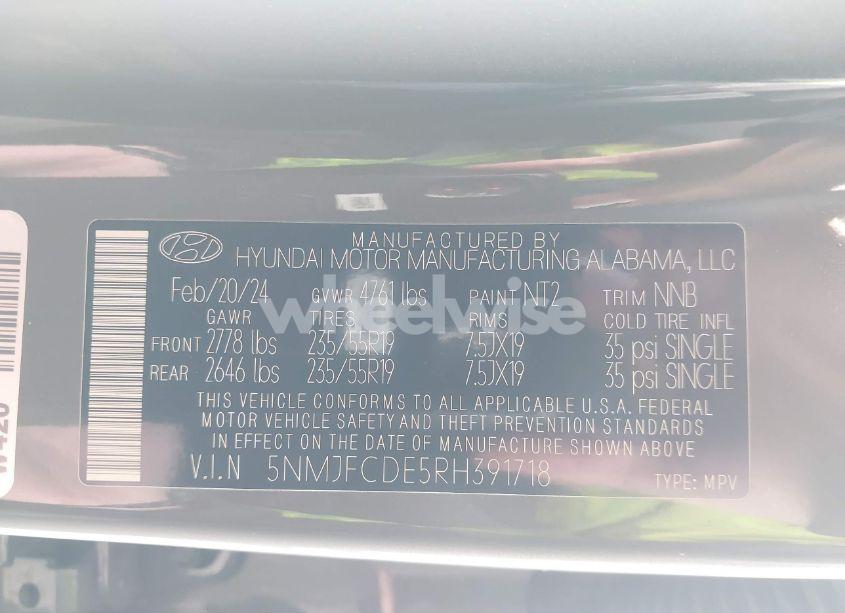 MANUFACTURED BY
HYUNDAI MOTOR MANUFACTURING ALABAMA, LLC
Feb/20/24 GVWR 4761 lbs PAINT NT2 TRIM NNB
GAWR TIRES RIMS COLD TIRE INFL
FRONT 2778 lbs 235/55R19 7.5JX19 35 psi SINGLE
REAR 2646 lbs 235/55R19 7.5JX19 35 psi SINGLE
THIS VEHICLE CONFORMS TO ALL APPLICABLE U.S.A. FEDERAL
MOTOR VEHICLE SAFETY AND THEFT PREVENTION STANDARDS
IN EFFECT ON THE DATE OF MANUFACTURE SHOWN ABOVE
V.I.N 5NMJFCDE5RH391718 TYPE: MPV
wheelwise